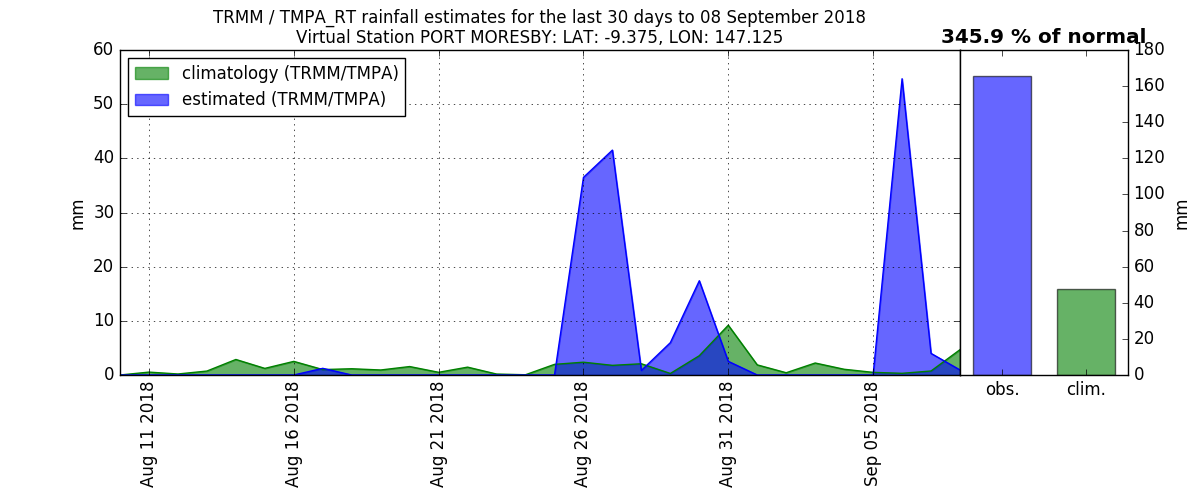 TRMM / TMPA_RT rainfall estimates for the last 30 days to 08 September 2018
Virtual Station PORT MORESBY: LAT: -9.375, LON: 147.125
345.9 % of normal
climatology (TRMM/TMPA)
estimated (TRMM/TMPA)
60
50
40
30
20
10
0
mm
Aug 11 2018
Aug 16 2018
Aug 21 2018
Aug 26 2018
Aug 31 2018
Sep 05 2018
180
160
140
120
100
80
60
40
20
0
mm
obs.
clim.